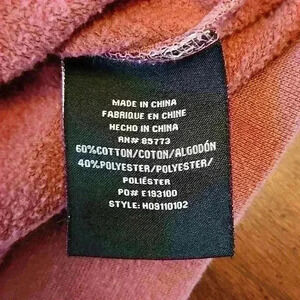 MADE IN CHINA
FABRIQUE EN CHINE
HECHO EN CHINA
RN# 85773
60%COTTON/COTON/ALGODÓN
40%POLYESTER/POLYESTER/
POLIÉSTER
PO# E193100
STYLE: H09110102